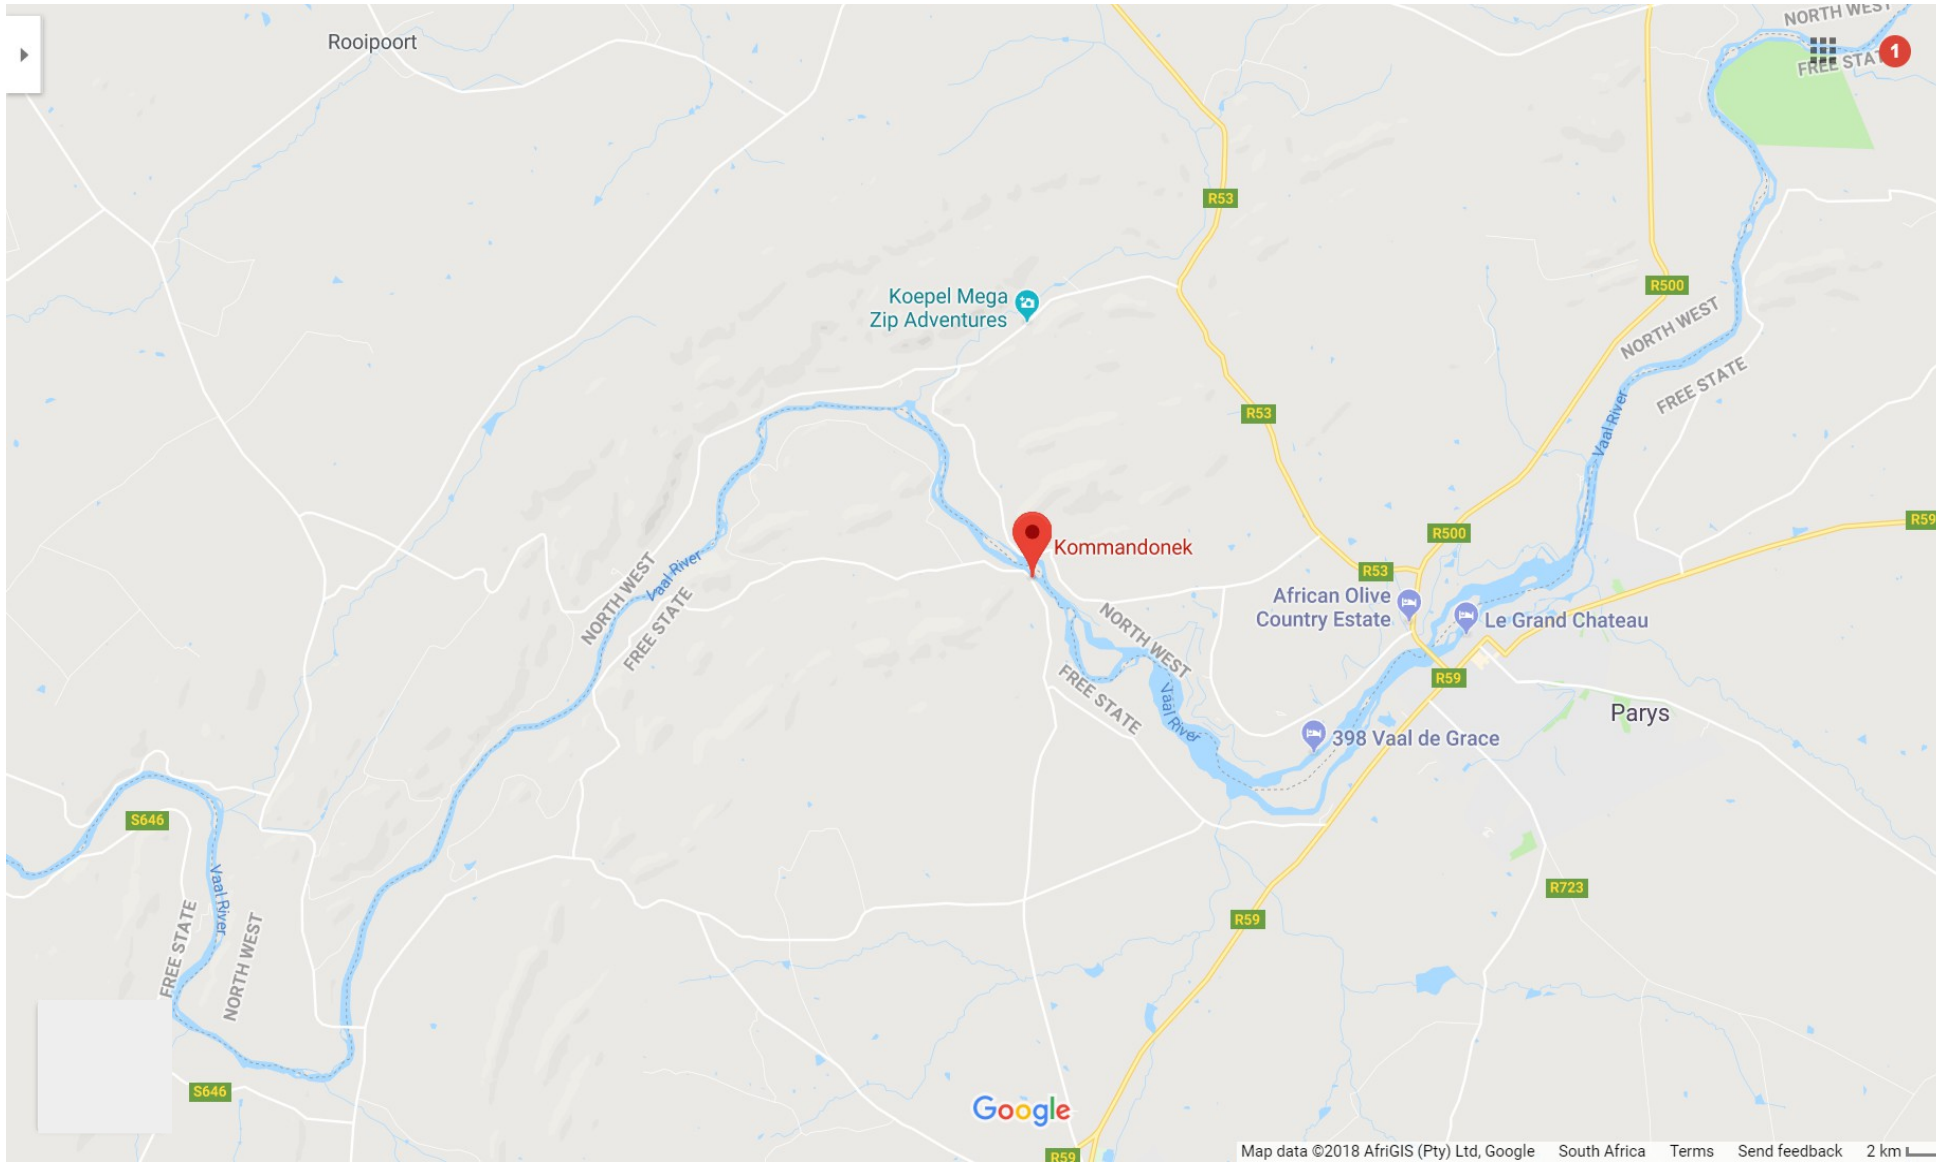 NORTH WEST
Rooipoort
1
FREE STAT
R53
R500
Koepel Mega
Zip Adventures
NORTH WEST
FREE STATE
R53
Vaal River
R59
R500
Kommandonek
NORTH WEST
Vaal River
FREE STATE
R53
African Olive
Country Estate
Le Grand Chateau
NORTH WEST
FREE STATE
R59
Vaal River
Parys
398 Vaal de Grace
S646
R723
Vaal River
FREE STATE
NORTH WEST
R59
S646
Google
R59
Map data ©2018 AfriGIS (Pty) Ltd, Google South Africa Terms Send feedback 2 km